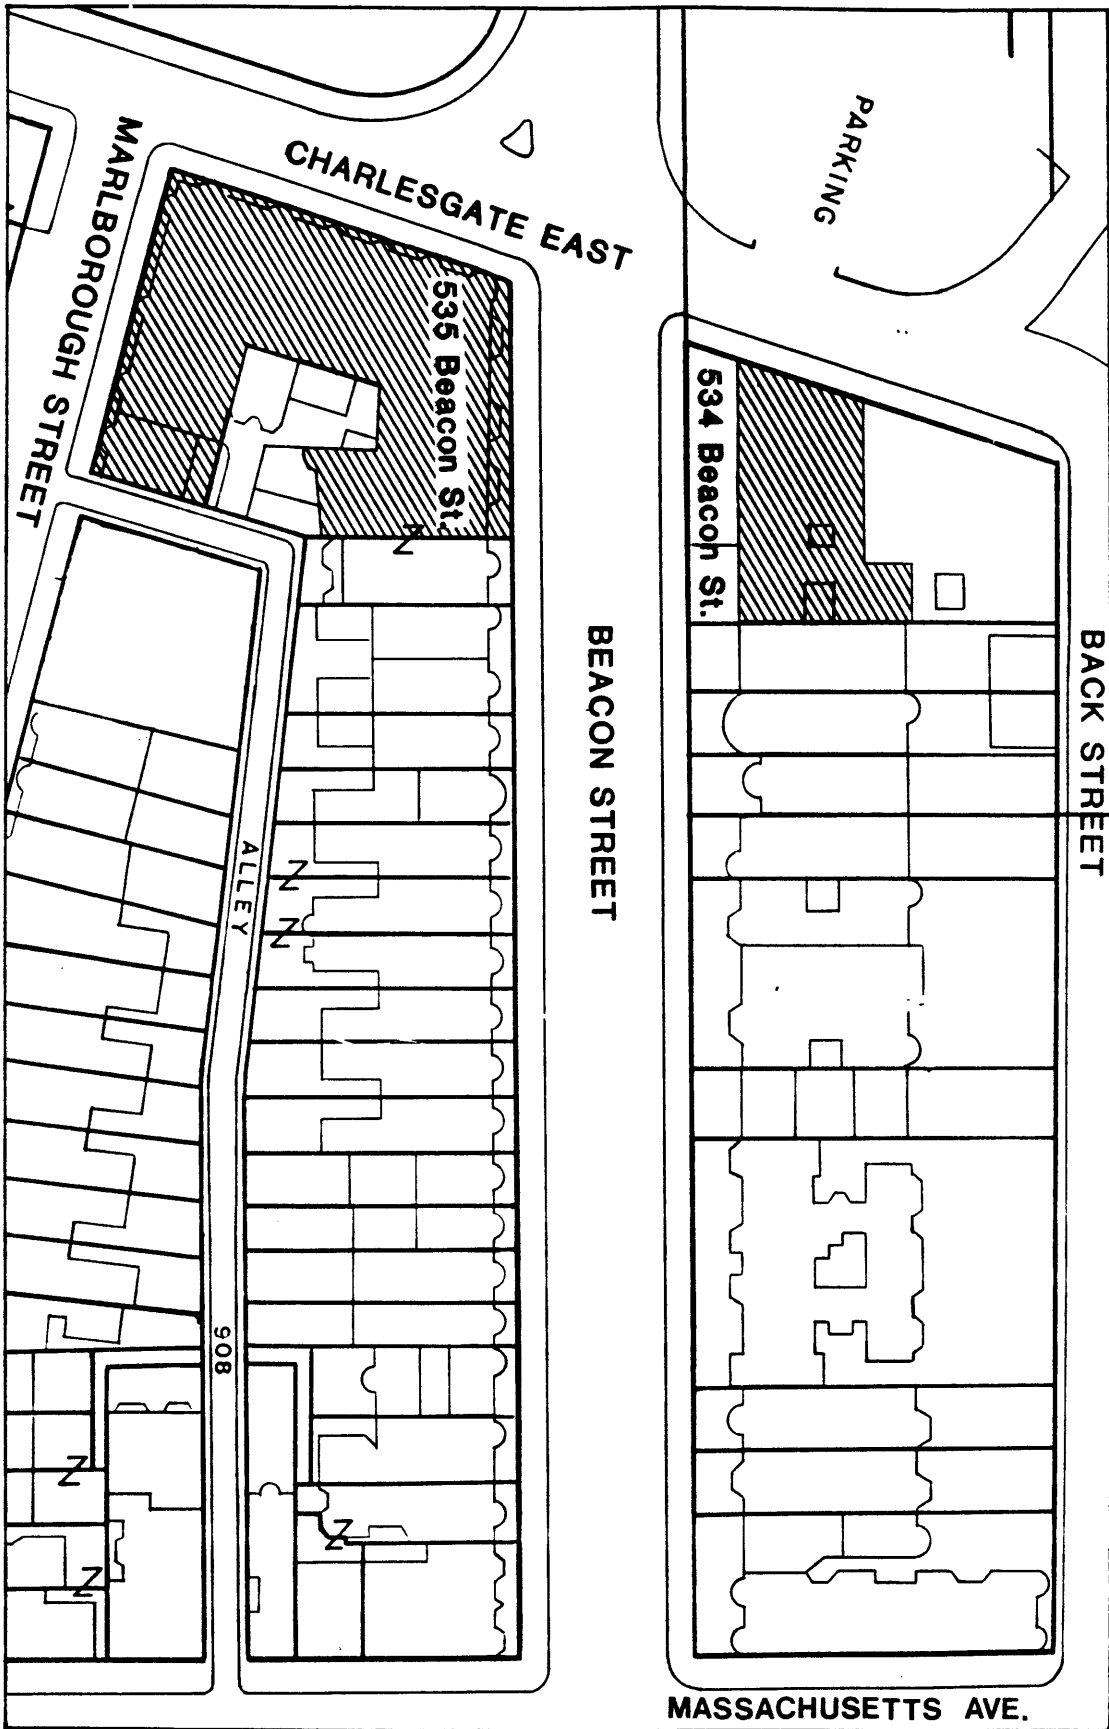 PARKING
CHARLESGATE EAST
MARLBOROUGH STREET
535 Beacon St.
534 Beacon St.
BEACON STREET
BACK STREET
ALLEY
908
MASSACHUSETTS AVE.